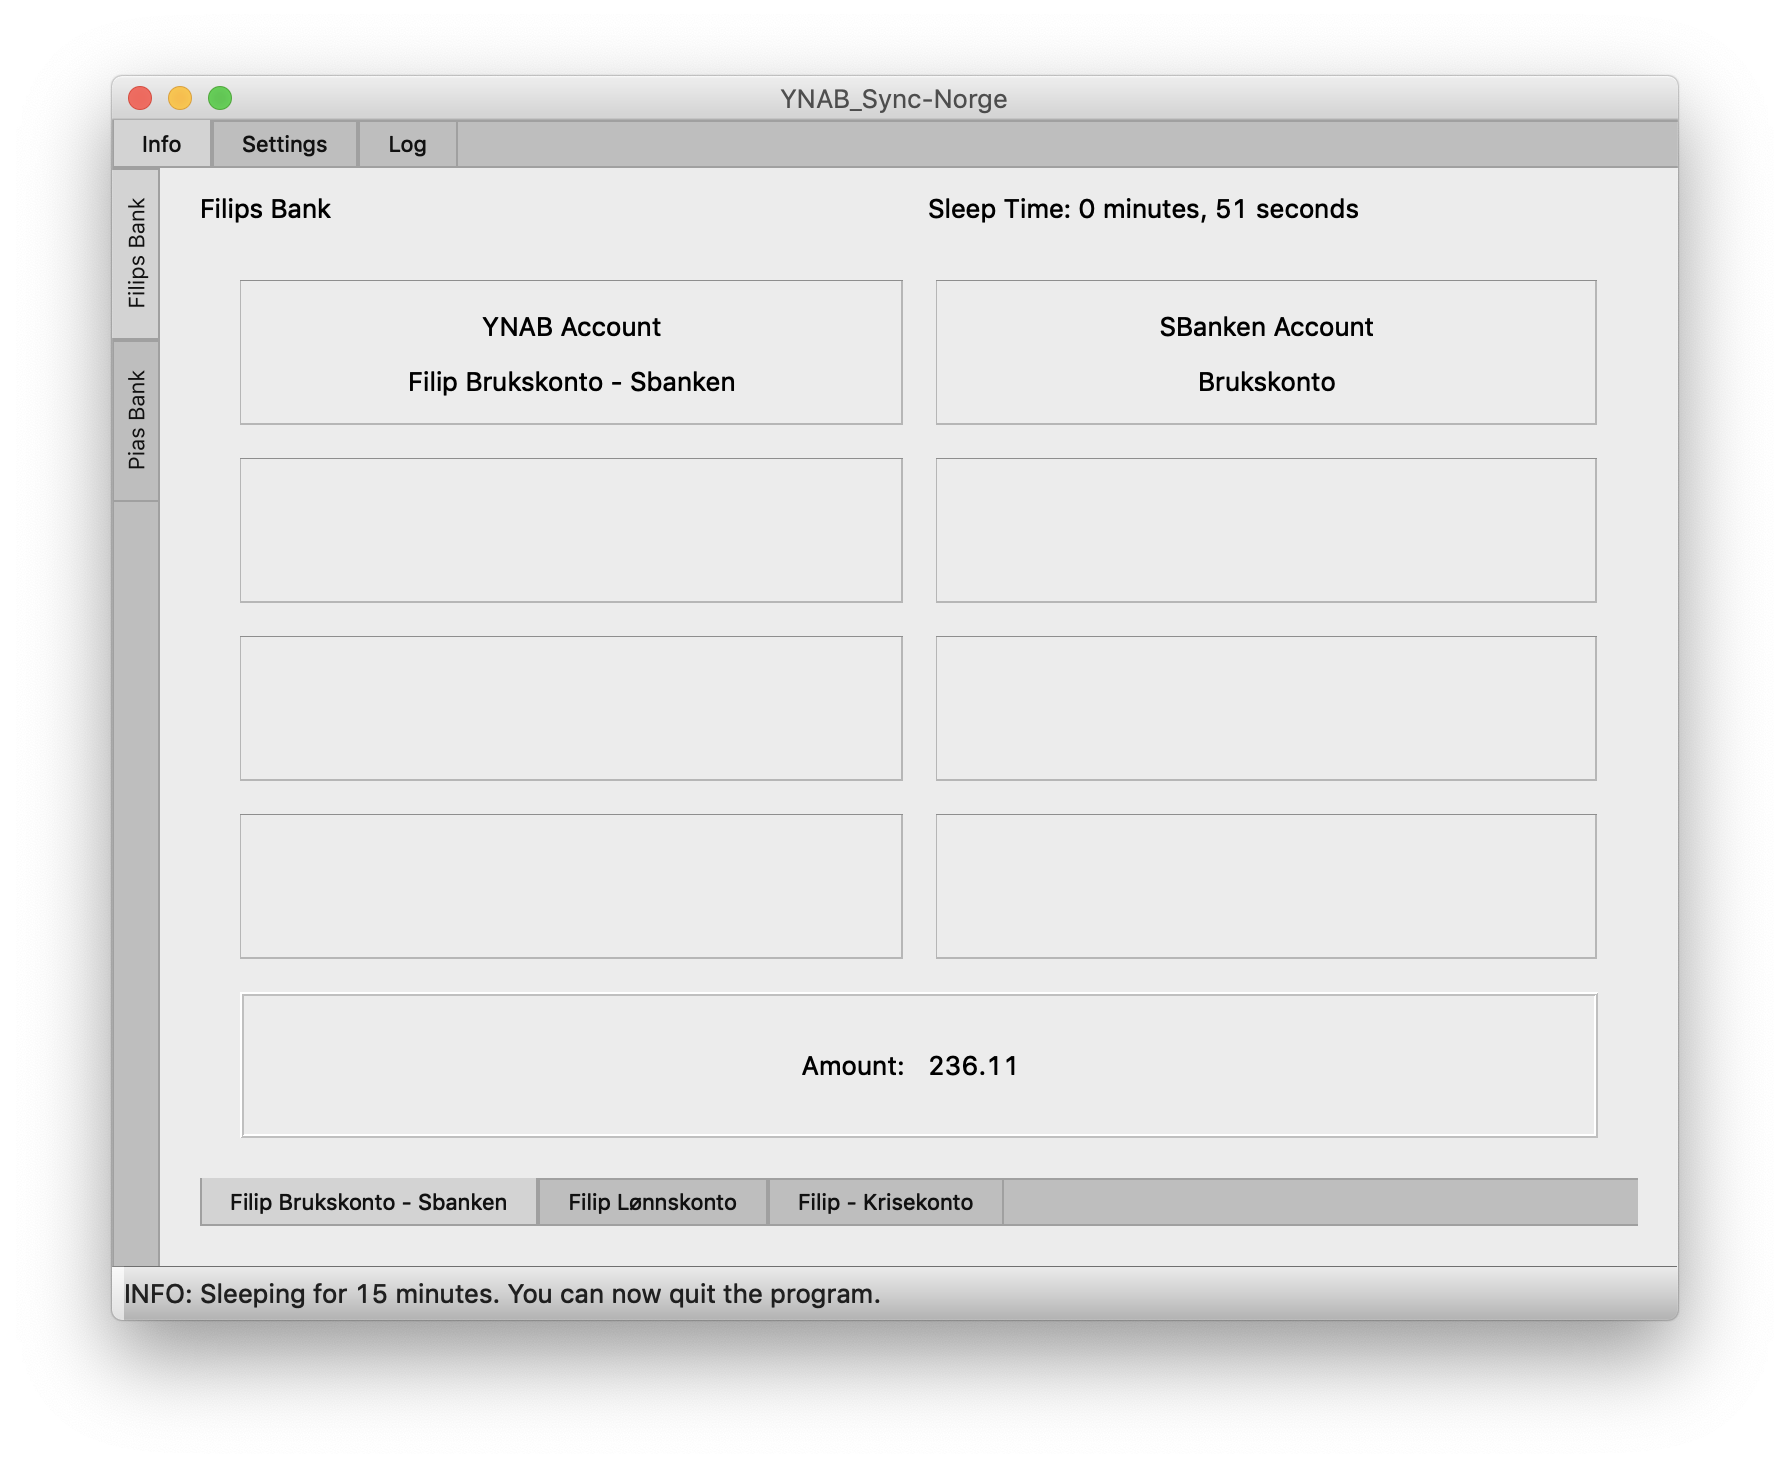 YNAB_Sync-Norge
Info Settings Log
Filips Bank
Pias Bank
Filips Bank Sleep Time: 0 minutes, 51 seconds
YNAB Account
Filip Brukskonto - Sbanken
SBanken Account
Brukskonto
Amount: 236.11
Filip Brukskonto - Sbanken Filip Lønnskonto Filip - Krisekonto
INFO: Sleeping for 15 minutes. You can now quit the program.